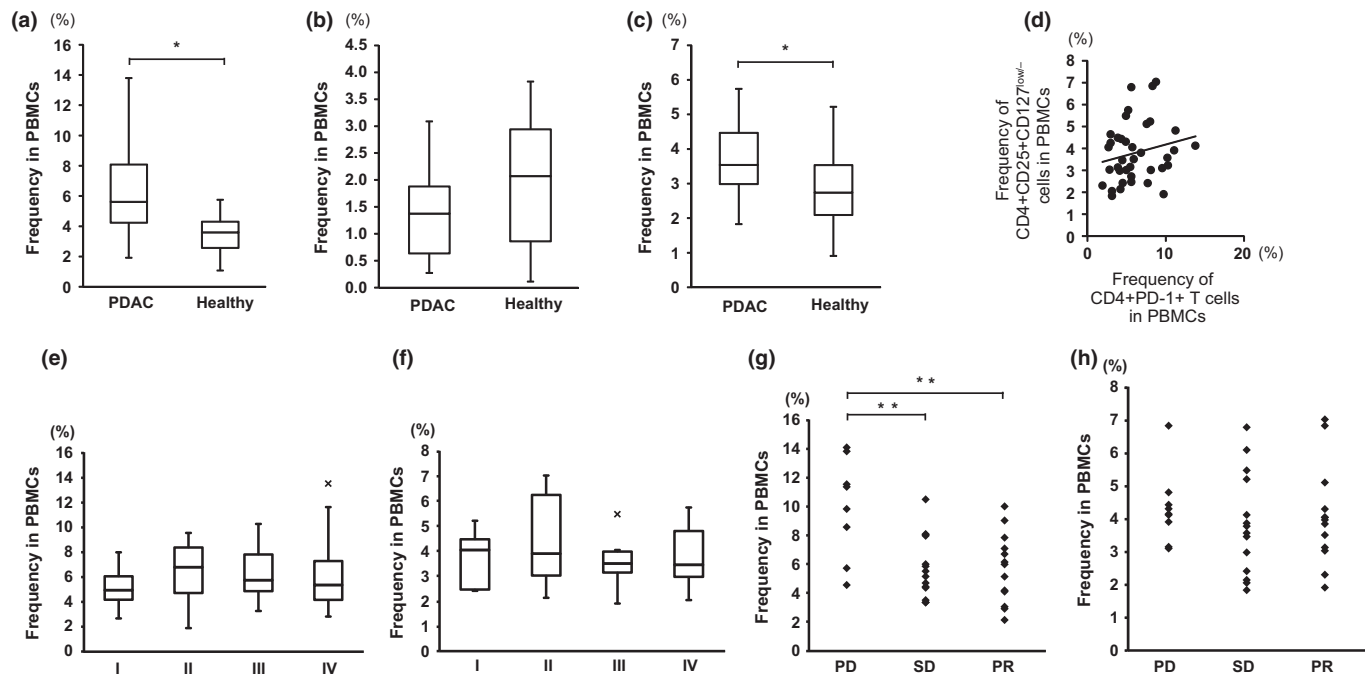 (a) (%)
Frequency in PBMCs
16
14
12
10
8
6
4
2
0
*
PDAC Healthy
(b) (%)
Frequency in PBMCs
4.5
4.0
3.5
3.0
2.5
2.0
1.5
1.0
0.5
0.0
PDAC Healthy
(c) (%)
Frequency in PBMCs
7
6
5
4
3
2
1
0
*
PDAC Healthy
(d)
(%)
Frequency of
CD4+CD25+CD127low/–
cells in PBMCs
8
7
6
5
4
3
2
1
0
0 10 20 (%)
Frequency of
CD4+PD-1+ T cells
in PBMCs
(e)
(%)
Frequency in PBMCs
16
14
12
10
8
6
4
2
0
I II III IV
(f)
(%)
Frequency in PBMCs
8
7
6
5
4
3
2
1
0
I II III IV
(g)
(%)
Frequency in PBMCs
16
14
12
10
8
6
4
2
0
* *
* *
PD SD PR
(h)
(%)
Frequency in PBMCs
8
7
6
5
4
3
2
1
0
PD SD PR